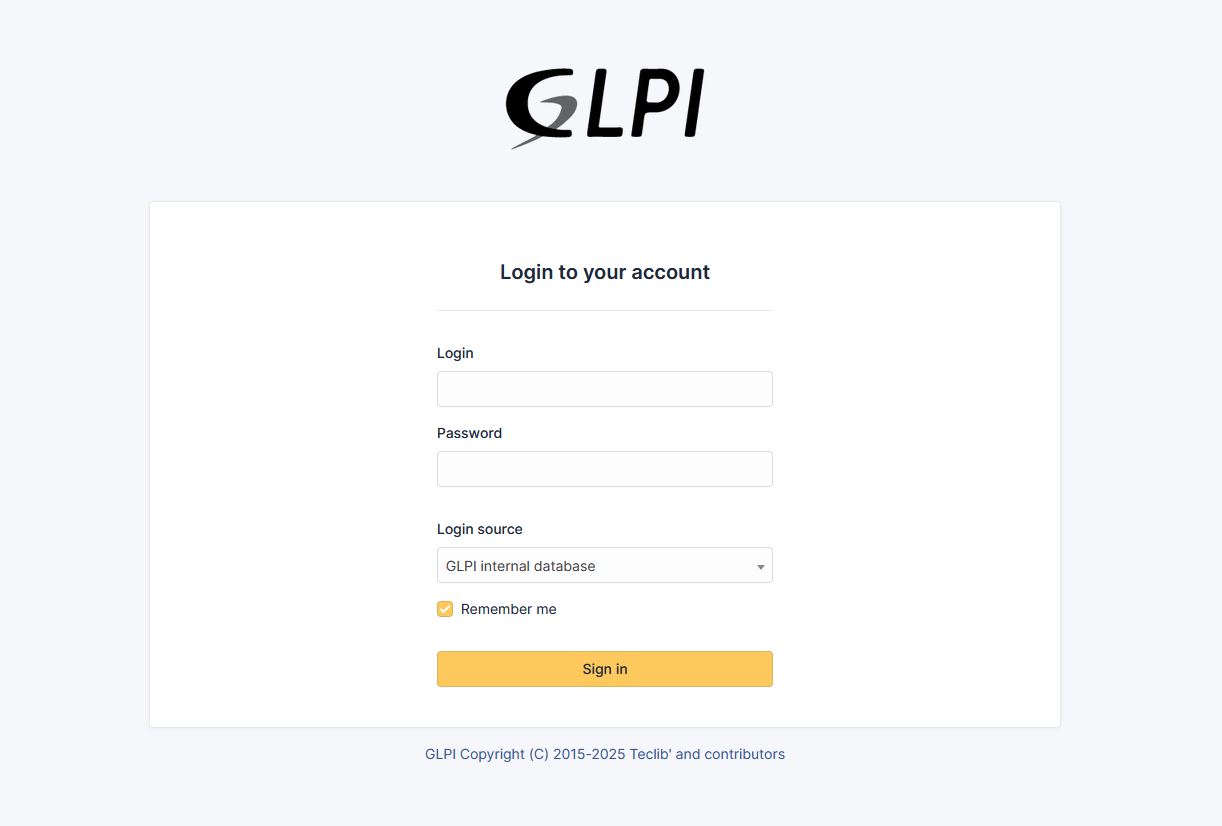 GLPI
Login to your account
Login
Password
Login source
GLPI internal database
Remember me
Sign in
GLPI Copyright (C) 2015-2025 Teclib' and contributors